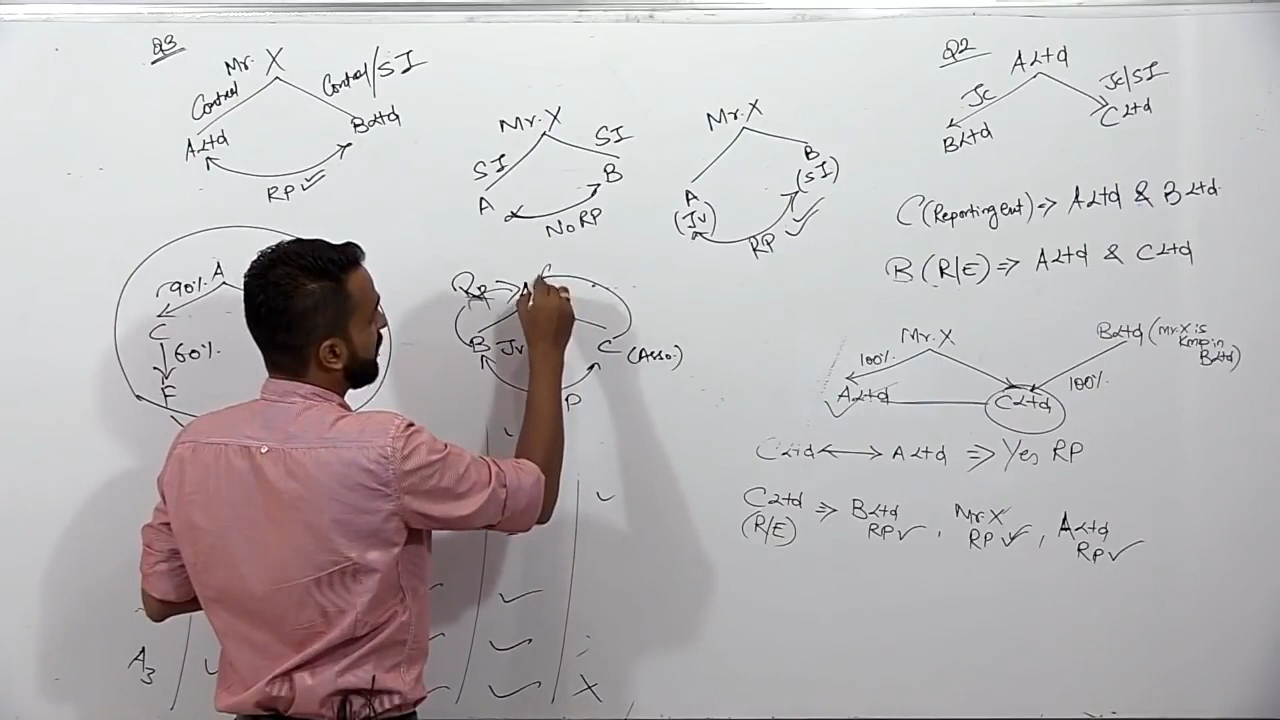 Q3
Mr. X
Control
Control/SI
A Ltd
B Ltd
RP ✓
Mr. X
SI
SI
A
B
No RP
Mr. X
A
(JV)
B
(SI)
RP ✓✓
Q2
A Ltd
JC
JC/SI
B Ltd
C Ltd
C (Reporting ent) => A Ltd & B Ltd
B (R/E) => A Ltd & C Ltd
A
90%
C
60%
F
RP
B JV
C (Asso.)
P
Mr. X
100%
A Ltd
✓
C Ltd
B Ltd (Mr. X is
Kmp in
B Ltd)
100%
C Ltd ↔ A Ltd => Yes RP
C Ltd
(R/E)
=> B Ltd
RP ✓ ,
Mr X
RP ✓ ,
A Ltd
RP ✓
✓
✓
✓
A3
✓
✓
X